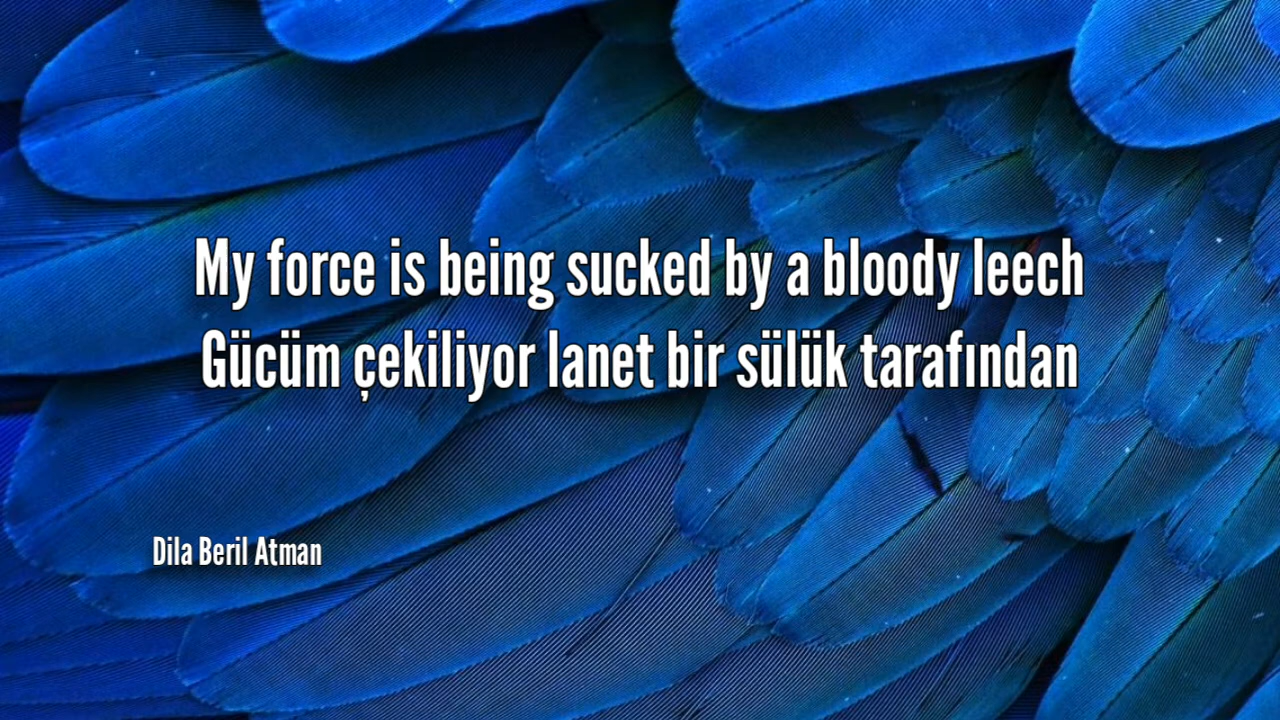 My force is being sucked by a bloody leech
Gücüm çekiliyor lanet bir sülük tarafından
Dila Beril Atman